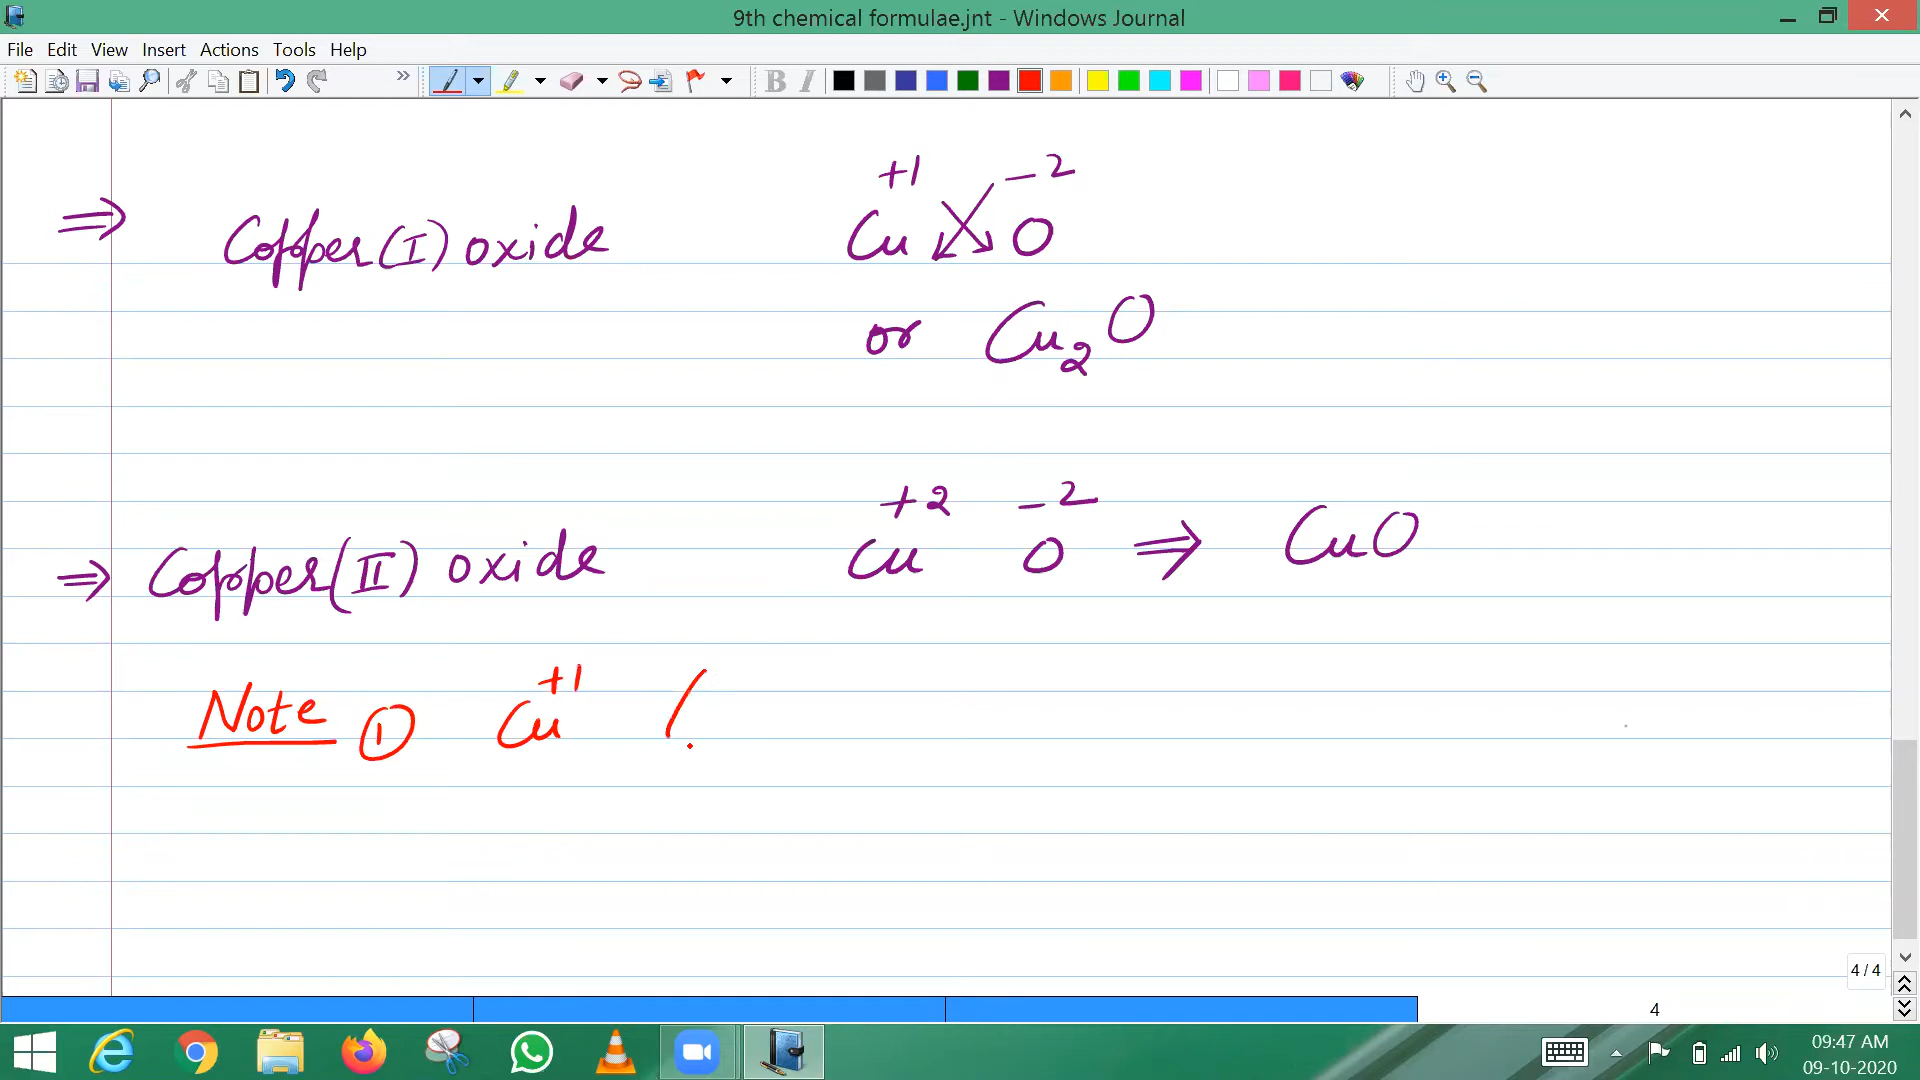 9th chemical formulae.jnt - Windows Journal
File Edit View Insert Actions Tools Help
B I
+1 -2
⇒ Copper(I) oxide Cu O
or Cu₂O
+2 -2
⇒ Copper(II) oxide Cu O ⇒ CuO
Note ① Cu⁺¹ (
4 / 4
4
09:47 AM
09-10-2020